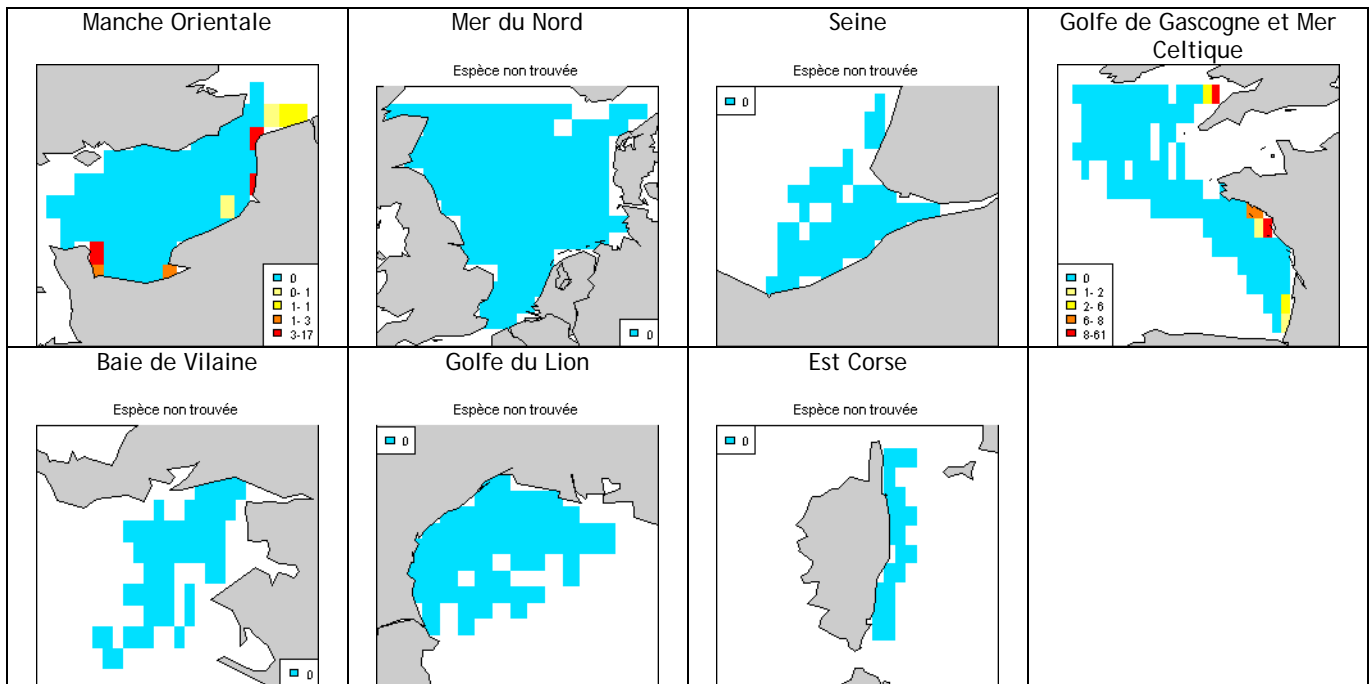 Manche Orientale
0
0- 1
1- 1
1- 3
3-17
Mer du Nord
Espèce non trouvée
0
Seine
Espèce non trouvée
0
Golfe de Gascogne et Mer
Celtique
0
1- 2
2- 6
6- 8
8-61
Baie de Vilaine
Espèce non trouvée
0
Golfe du Lion
Espèce non trouvée
0
Est Corse
Espèce non trouvée
0